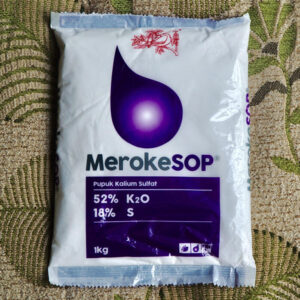 MerokeSOP®
Pupuk Kalium Sulfat
52% K2O
18% S
1kg